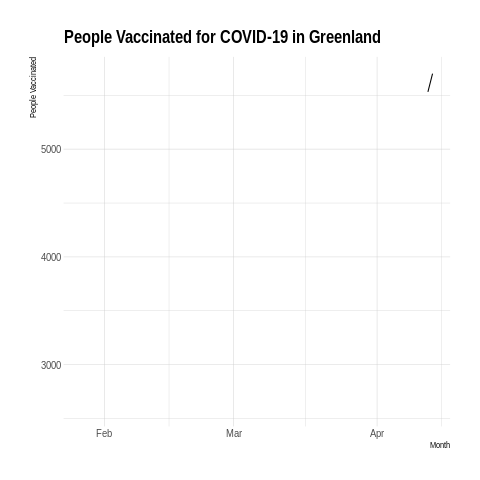 People Vaccinated for COVID-19 in Greenland
People Vaccinated
5000
4000
3000
Feb Mar Apr
Month